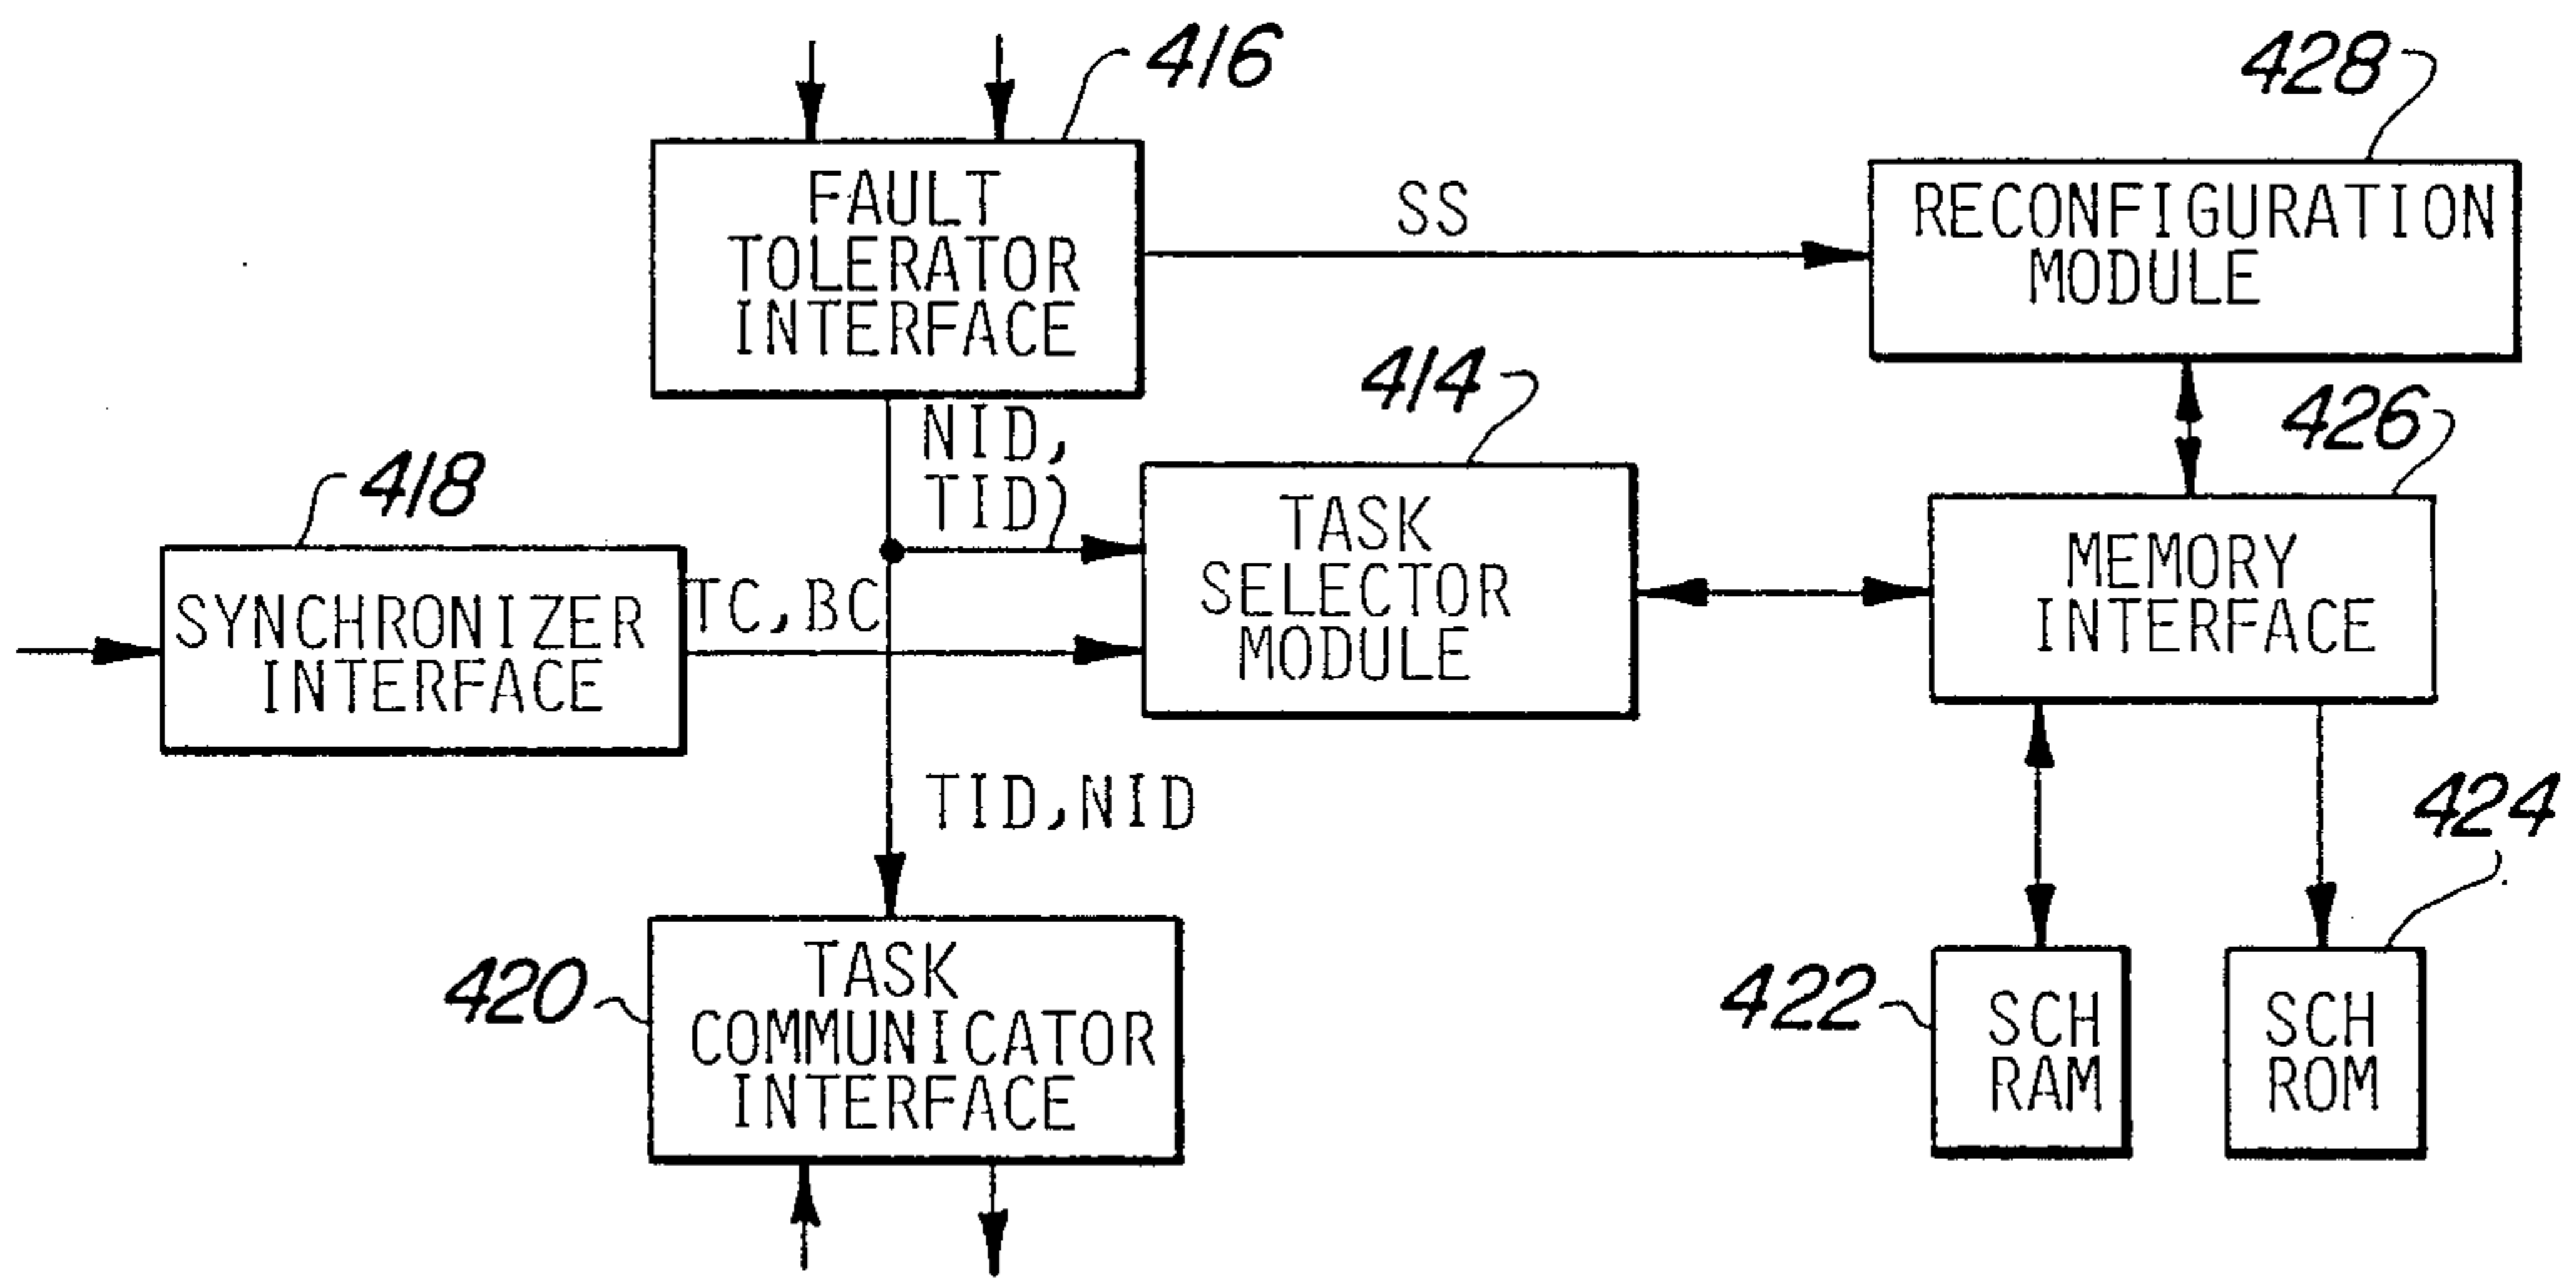 416
428
FAULT
TOLERATOR
INTERFACE
SS
RECONFIGURATION
MODULE
414
NID,
TID
426
418
TASK
SELECTOR
MODULE
MEMORY
INTERFACE
SYNCHRONIZER
INTERFACE
TC,BC
TID,NID
424
420
TASK
COMMUNICATOR
INTERFACE
422
SCH
RAM
SCH
ROM